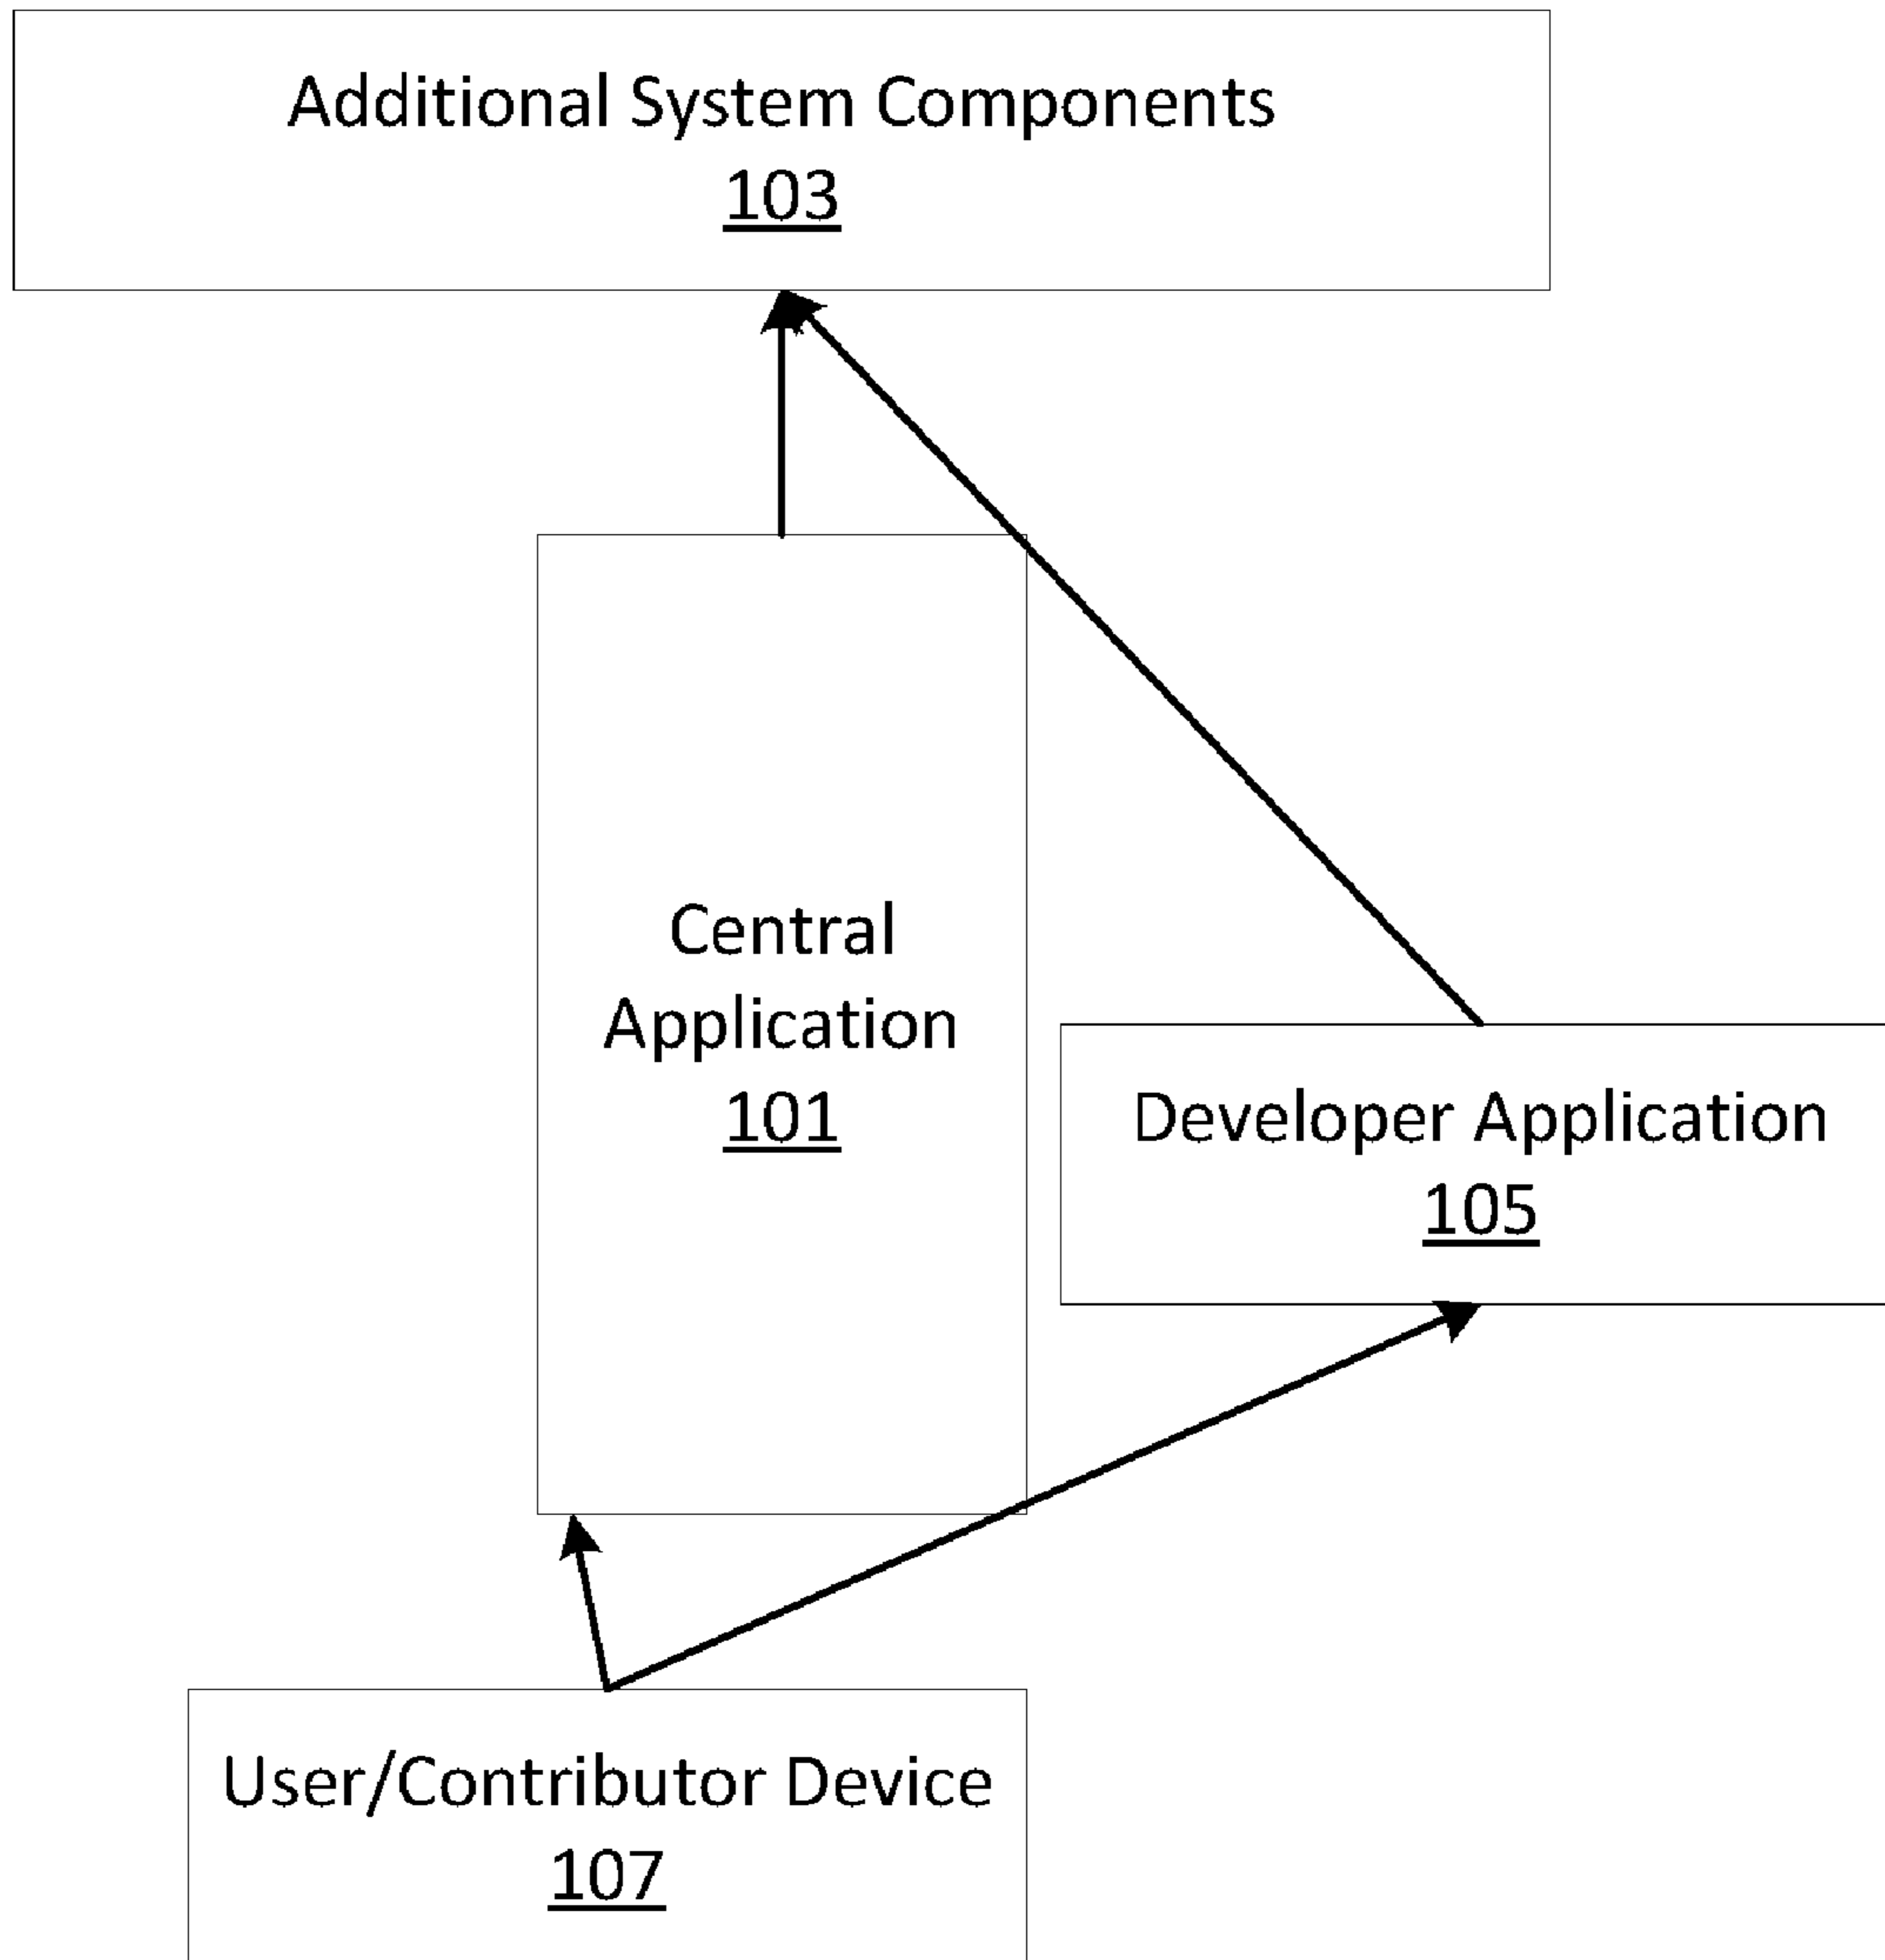 Additional System Components
103
Central
Application
101
Developer Application
105
User/Contributor Device
107